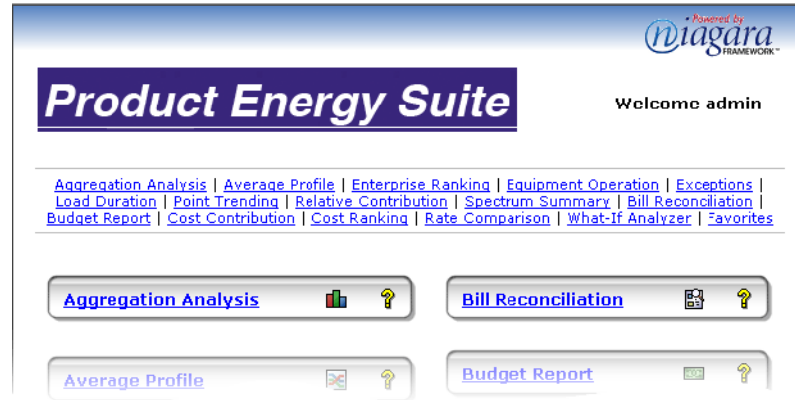 Powered by
niagara
FRAMEWORK™
Product Energy Suite
Welcome admin
Aggregation Analysis | Average Profile | Enterprise Ranking | Equipment Operation | Exceptions |
Load Duration | Point Trending | Relative Contribution | Spectrum Summary | Bill Reconciliation |
Budget Report | Cost Contribution | Cost Ranking | Rate Comparison | What-If Analyzer | Favorites
Aggregation Analysis ?
Bill Reconciliation ?
Average Profile ?
Budget Report ?